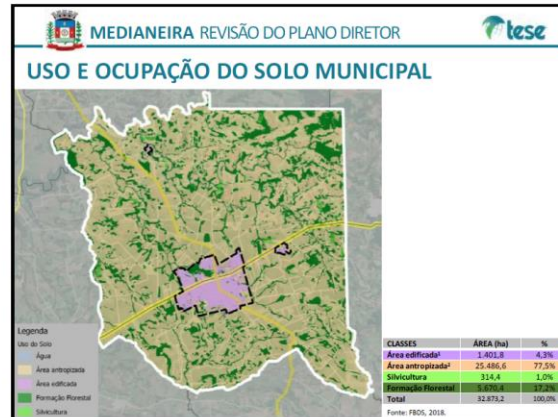 MEDIANEIRA REVISÃO DO PLANO DIRETOR
tese
USO E OCUPAÇÃO DO SOLO MUNICIPAL
Legenda
Uso do Solo
Água
Área antropizada
Área edificada
Formação Florestal
Silvicultura
CLASSES ÁREA (ha) %
Área edificada¹ 1.401,8 4,3%
Área antropizada² 25.486,6 77,5%
Silvicultura 314,4 1,0%
Formação Florestal 5.670,4 17,2%
Total 32.873,2 100,0%
Fonte: FBDS, 2018.